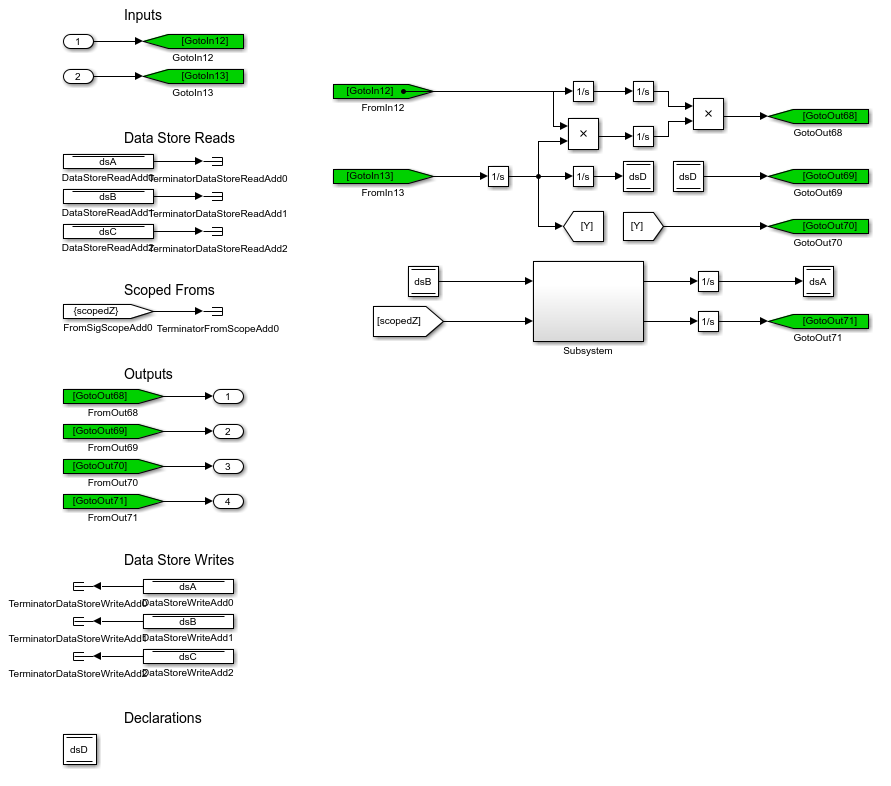 Inputs
1
[GotoIn12]
GotoIn12
2
[GotoIn13]
GotoIn13
Data Store Reads
dsA
DataStoreReadAdd0
TerminatorDataStoreReadAdd0
dsB
DataStoreReadAdd1
TerminatorDataStoreReadAdd1
dsC
DataStoreReadAdd2
TerminatorDataStoreReadAdd2
Scoped Froms
{scopedZ}
FromSigScopeAdd0
TerminatorFromScopeAdd0
Outputs
[GotoOut68]
1
FromOut68
[GotoOut69]
2
FromOut69
[GotoOut70]
3
FromOut70
[GotoOut71]
4
FromOut71
Data Store Writes
dsA
TerminatorDataStoreWriteAdd0
DataStoreWriteAdd0
dsB
TerminatorDataStoreWriteAdd1
DataStoreWriteAdd1
dsC
TerminatorDataStoreWriteAdd2
DataStoreWriteAdd2
Declarations
dsD
[GotoIn12]
FromIn12
1/s
1/s
×
×
1/s
[GotoOut68]
GotoOut68
[GotoIn13]
FromIn13
1/s
1/s
dsD
dsD
[GotoOut69]
GotoOut69
[Y]
[Y]
[GotoOut70]
GotoOut70
dsB
1/s
dsA
[scopedZ]
1/s
[GotoOut71]
GotoOut71
Subsystem